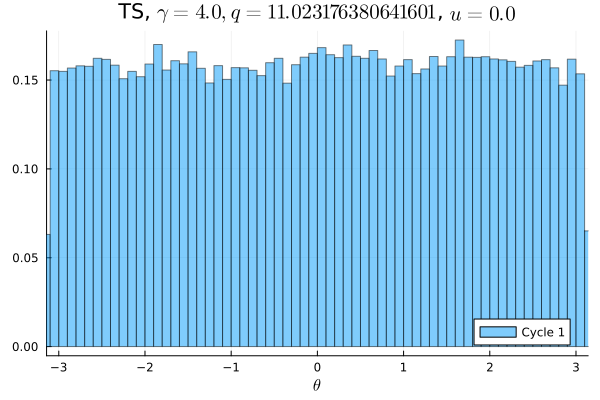 TS, γ = 4.0, q = 11.023176380641601, u = 0.0
0.15
0.10
0.05
0.00
Cycle 1
−3 −2 −1 0 1 2 3
θ